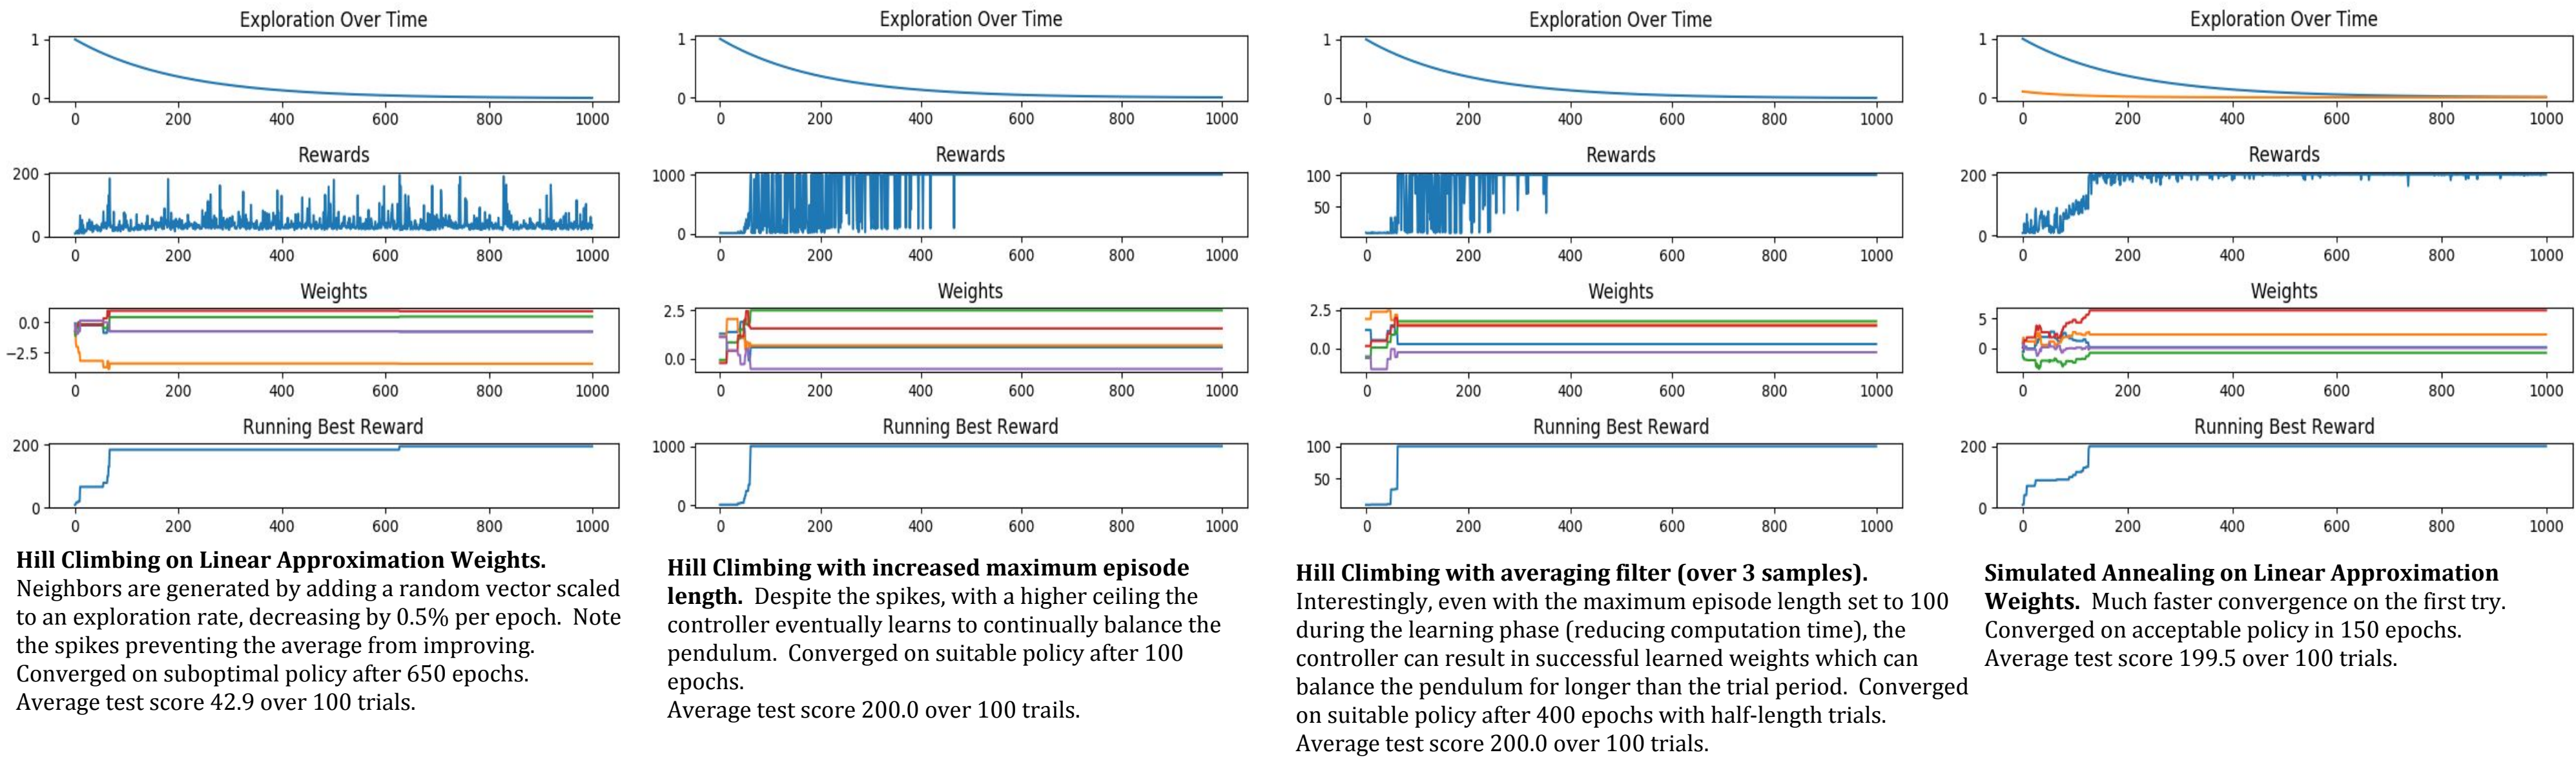 Exploration Over Time
1
0
0 200 400 600 800 1000
Rewards
200
0
0 200 400 600 800 1000
Weights
0.0
−2.5
0 200 400 600 800 1000
Running Best Reward
200
0
0 200 400 600 800 1000
Hill Climbing on Linear Approximation Weights.
Neighbors are generated by adding a random vector scaled
to an exploration rate, decreasing by 0.5% per epoch.  Note
the spikes preventing the average from improving.
Converged on suboptimal policy after 650 epochs.
Average test score 42.9 over 100 trials.
Exploration Over Time
1
0
0 200 400 600 800 1000
Rewards
1000
0
0 200 400 600 800 1000
Weights
2.5
0.0
0 200 400 600 800 1000
Running Best Reward
1000
0
0 200 400 600 800 1000
Hill Climbing with increased maximum episode
length.  Despite the spikes, with a higher ceiling the
controller eventually learns to continually balance the
pendulum.  Converged on suitable policy after 100
epochs.
Average test score 200.0 over 100 trails.
Exploration Over Time
1
0
0 200 400 600 800 1000
Rewards
100
50
0 200 400 600 800 1000
Weights
2.5
0.0
0 200 400 600 800 1000
Running Best Reward
100
50
0 200 400 600 800 1000
Hill Climbing with averaging filter (over 3 samples).
Interestingly, even with the maximum episode length set to 100
during the learning phase (reducing computation time), the
controller can result in successful learned weights which can
balance the pendulum for longer than the trial period.  Converged
on suitable policy after 400 epochs with half-length trials.
Average test score 200.0 over 100 trials.
Exploration Over Time
1
0
0 200 400 600 800 1000
Rewards
200
0
0 200 400 600 800 1000
Weights
5
0
0 200 400 600 800 1000
Running Best Reward
200
0
0 200 400 600 800 1000
Simulated Annealing on Linear Approximation
Weights.  Much faster convergence on the first try.
Converged on acceptable policy in 150 epochs.
Average test score 199.5 over 100 trials.